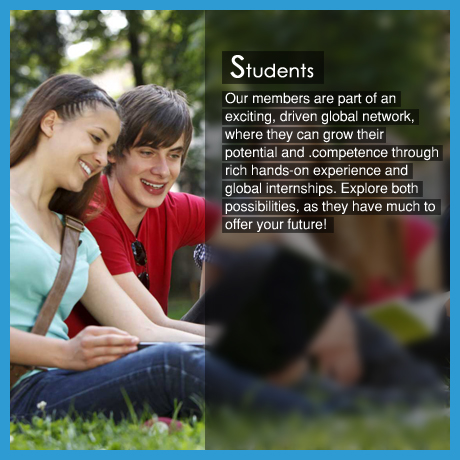 Students
Our members are part of an
exciting, driven global network,
where they can grow their
potential and .competence through
rich hands-on experience and
global internships. Explore both
possibilities, as they have much to
offer your future!